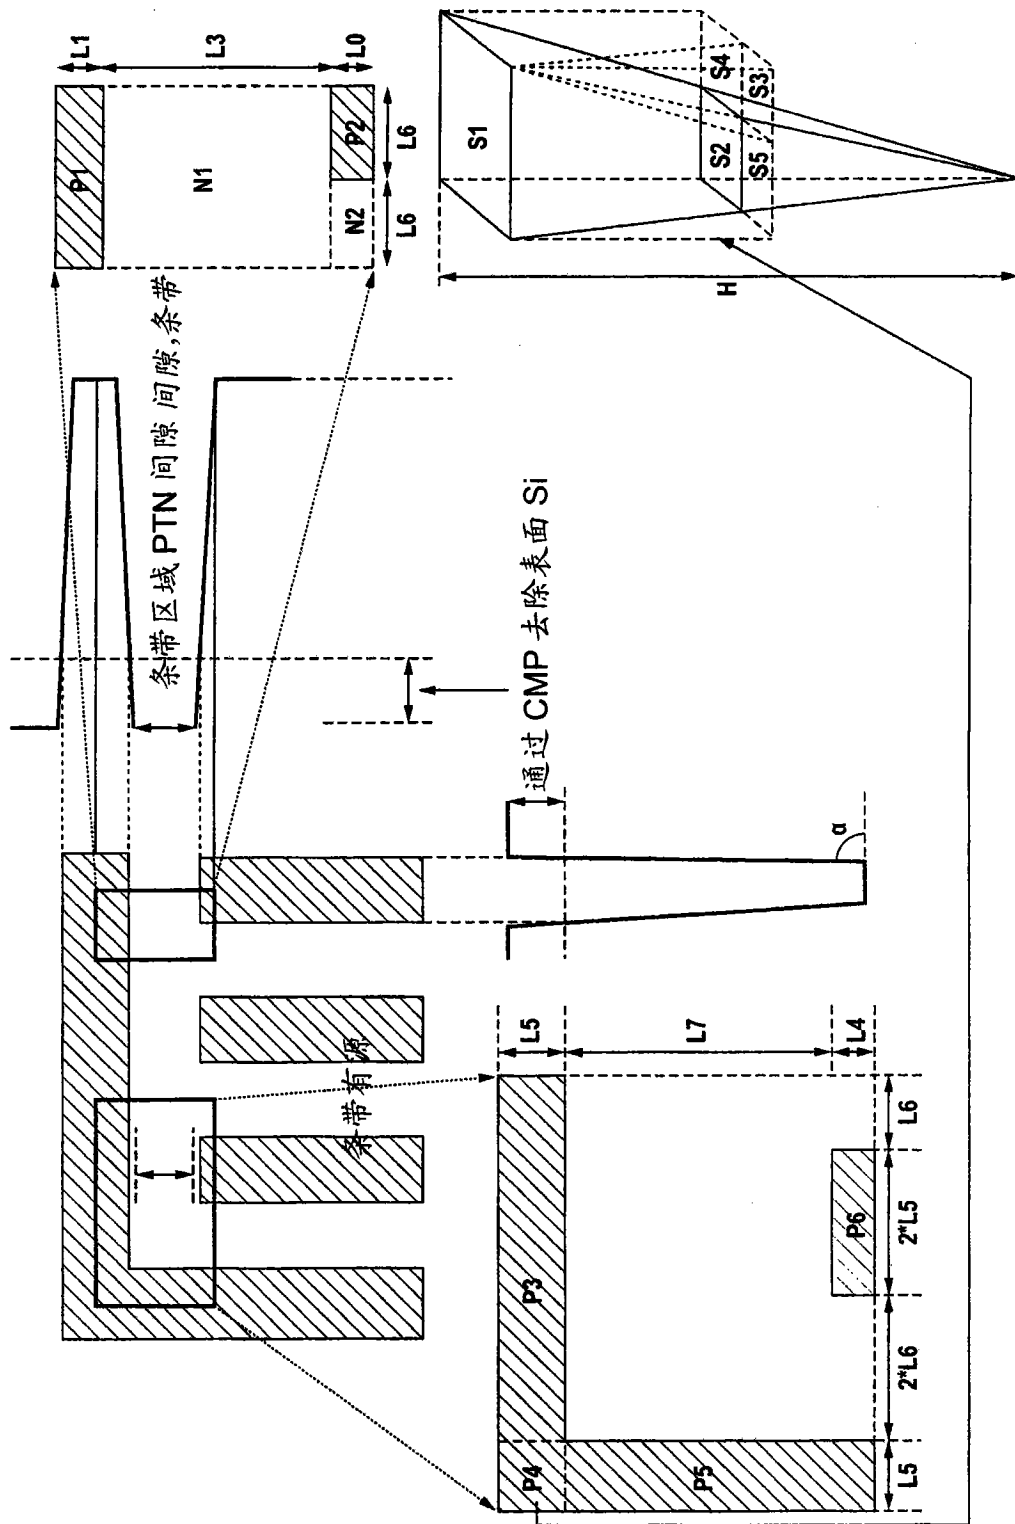 L1
L3
L0
P1
N1
N2
P2
L6
L6
S1
S2
S4
S3
S5
H
条带区域 PTN 间隙 间隙,条带
通过 CMP 去除表面 Si
α
条带有源
L5
L7
L4
P3
P4
P5
P6
L5
2*L6
2*L5
L6